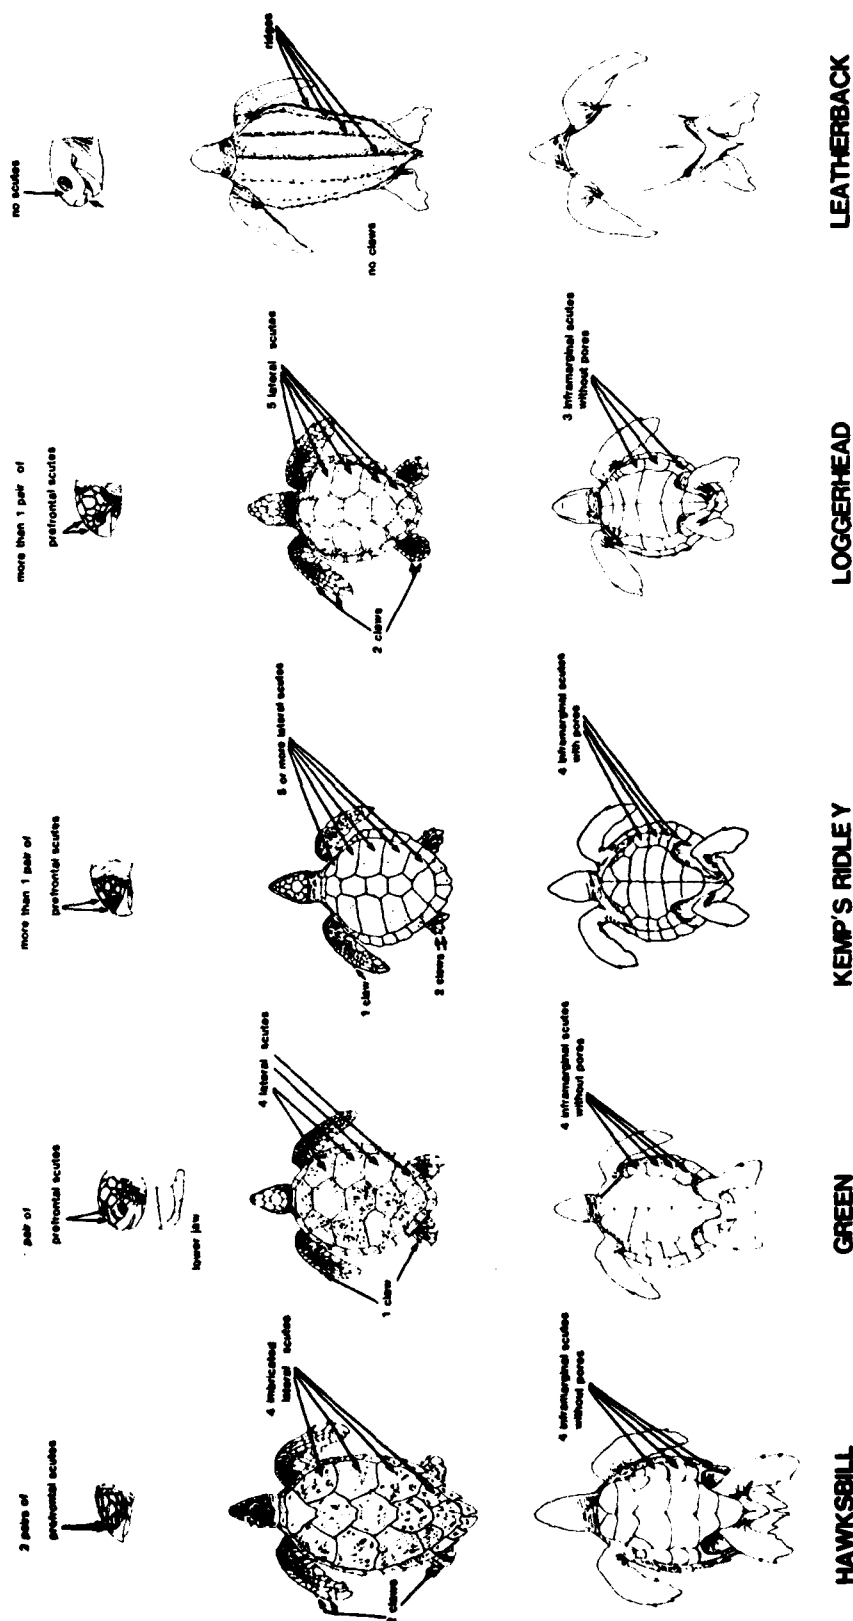 2 pairs of
prefrontal scutes
4 imbricated
lateral scutes
claws
4 inframarginal scutes
without pores
HAWKSBILL
pair of
prefrontal scutes
lower jaw
4 lateral scutes
1 claw
4 inframarginal scutes
without pores
GREEN
more than 1 pair of
prefrontal scutes
5 or more lateral scutes
1 claw
2 claws
4 inframarginal scutes
with pores
KEMP'S RIDLEY
more than 1 pair of
prefrontal scutes
5 lateral scutes
2 claws
3 inframarginal scutes
without pores
LOGGERHEAD
no scutes
ridges
no claws
LEATHERBACK